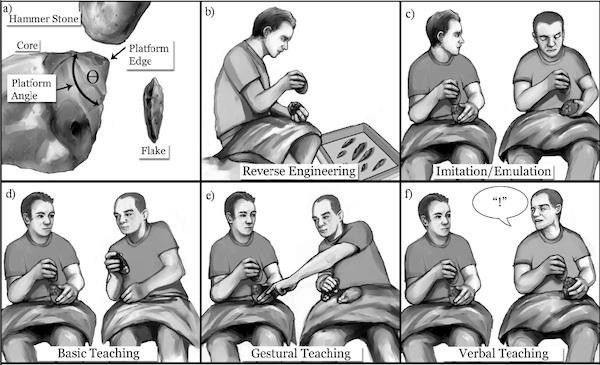 a)
Hammer Stone
Core
Platform
Edge
Platform
Angle
Θ
Flake
b)
Reverse Engineering
c)
Imitation/Emulation
d)
Basic Teaching
e)
Gestural Teaching
f)
“!”
Verbal Teaching